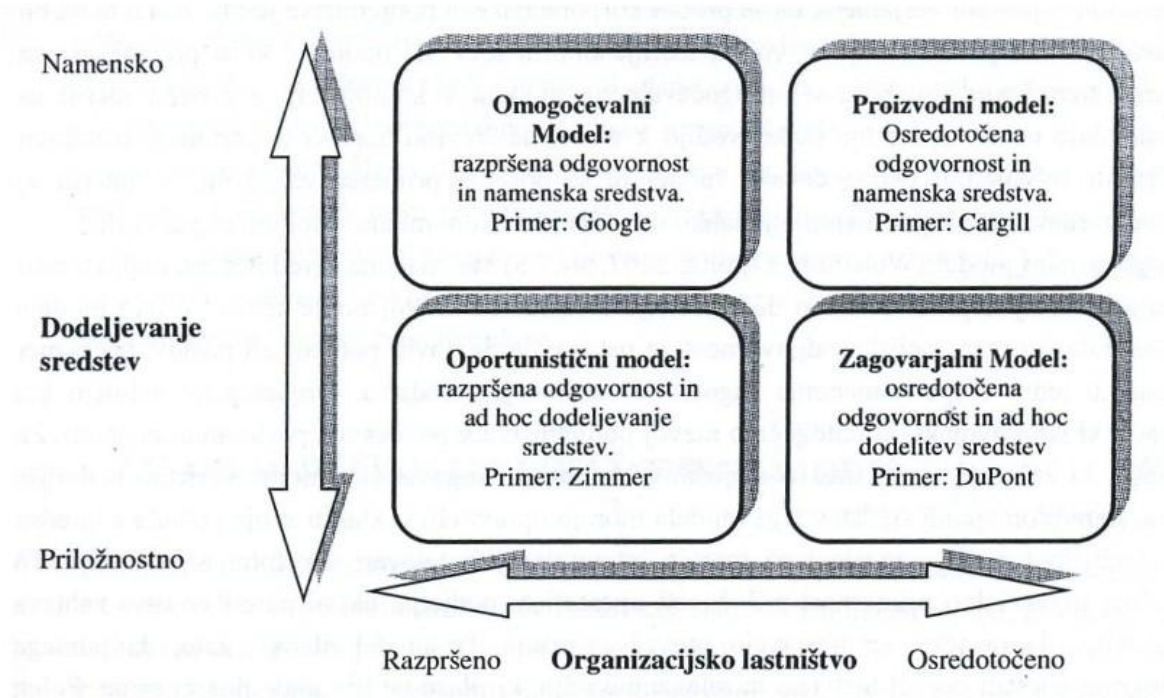 Namensko
Omogočevalni
Model:
razpršena odgovornost
in namenska sredstva.
Primer: Google
Proizvodni model:
Osredotočena
odgovornost in
namenska sredstva.
Primer: Cargill
Dodeljevanje
sredstev
Oportunistični model:
razpršena odgovornost in
ad hoc dodeljevanje
sredstev.
Primer: Zimmer
Zagovarjalni Model:
osredotočena
odgovornost in ad hoc
dedelitev sredstev
Primer: DuPont
Priložnostno
Razpršeno Organizacijsko lastništvo Osredotočeno